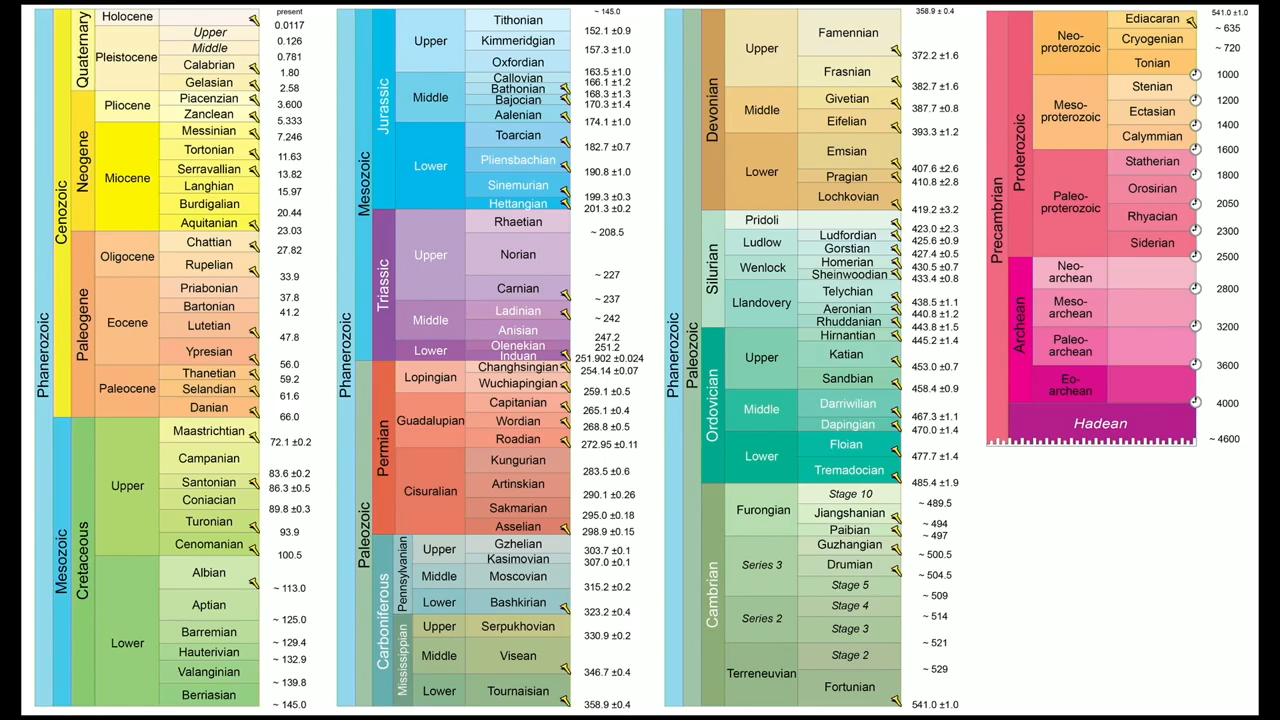 Phanerozoic
Cenozoic
Mesozoic
Quaternary
Neogene
Paleogene
Cretaceous
Holocene
Pleistocene
Pliocene
Miocene
Oligocene
Eocene
Paleocene
Upper
Lower
Upper
Middle
Calabrian
Gelasian
Piacenzian
Zanclean
Messinian
Tortonian
Serravallian
Langhian
Burdigalian
Aquitanian
Chattian
Rupelian
Priabonian
Bartonian
Lutetian
Ypresian
Thanetian
Selandian
Danian
Maastrichtian
Campanian
Santonian
Coniacian
Turonian
Cenomanian
Albian
Aptian
Barremian
Hauterivian
Valanginian
Berriasian
present
0.0117
0.126
0.781
1.80
2.58
3.600
5.333
7.246
11.63
13.82
15.97
20.44
23.03
27.82
33.9
37.8
41.2
47.8
56.0
59.2
61.6
66.0
72.1 ±0.2
83.6 ±0.2
86.3 ±0.5
89.8 ±0.3
93.9
100.5
~ 113.0
~ 125.0
~ 129.4
~ 132.9
~ 139.8
~ 145.0
Phanerozoic
Mesozoic
Paleozoic
Jurassic
Triassic
Permian
Carboniferous
Upper
Middle
Lower
Upper
Middle
Lower
Lopingian
Guadalupian
Cisuralian
Pennsylvanian
Mississippian
Upper
Middle
Lower
Upper
Middle
Lower
Tithonian
Kimmeridgian
Oxfordian
Callovian
Bathonian
Bajocian
Aalenian
Toarcian
Pliensbachian
Sinemurian
Hettangian
Rhaetian
Norian
Carnian
Ladinian
Anisian
Olenekian
Induan
Changhsingian
Wuchiapingian
Capitanian
Wordian
Roadian
Kungurian
Artinskian
Sakmarian
Asselian
Gzhelian
Kasimovian
Moscovian
Bashkirian
Serpukhovian
Visean
Tournaisian
~ 145.0
152.1 ±0.9
157.3 ±1.0
163.5 ±1.0
166.1 ±1.2
168.3 ±1.3
170.3 ±1.4
174.1 ±1.0
182.7 ±0.7
190.8 ±1.0
199.3 ±0.3
201.3 ±0.2
~ 208.5
~ 227
~ 237
~ 242
247.2
251.2
251.902 ±0.024
254.14 ±0.07
259.1 ±0.5
265.1 ±0.4
268.8 ±0.5
272.95 ±0.11
283.5 ±0.6
290.1 ±0.26
295.0 ±0.18
298.9 ±0.15
303.7 ±0.1
307.0 ±0.1
315.2 ±0.2
323.2 ±0.4
330.9 ±0.2
346.7 ±0.4
358.9 ±0.4
Phanerozoic
Paleozoic
Devonian
Silurian
Ordovician
Cambrian
Upper
Middle
Lower
Pridoli
Ludlow
Wenlock
Llandovery
Upper
Middle
Lower
Furongian
Series 3
Series 2
Terreneuvian
Famennian
Frasnian
Givetian
Eifelian
Emsian
Pragian
Lochkovian
Ludfordian
Gorstian
Homerian
Sheinwoodian
Telychian
Aeronian
Rhuddanian
Hirnantian
Katian
Sandbian
Darriwilian
Dapingian
Floian
Tremadocian
Stage 10
Jiangshanian
Paibian
Guzhangian
Drumian
Stage 5
Stage 4
Stage 3
Stage 2
Fortunian
358.9 ±0.4
372.2 ±1.6
382.7 ±1.6
387.7 ±0.8
393.3 ±1.2
407.6 ±2.6
410.8 ±2.8
419.2 ±3.2
423.0 ±2.3
425.6 ±0.9
427.4 ±0.5
430.5 ±0.7
433.4 ±0.8
438.5 ±1.1
440.8 ±1.2
443.8 ±1.5
445.2 ±1.4
453.0 ±0.7
458.4 ±0.9
467.3 ±1.1
470.0 ±1.4
477.7 ±1.4
485.4 ±1.9
~ 489.5
~ 494
~ 497
~ 500.5
~ 504.5
~ 509
~ 514
~ 521
~ 529
541.0 ±1.0
Precambrian
Proterozoic
Archean
Hadean
Neo-
proterozoic
Meso-
proterozoic
Paleo-
proterozoic
Neo-
archean
Meso-
archean
Paleo-
archean
Eo-
archean
Ediacaran
Cryogenian
Tonian
Stenian
Ectasian
Calymmian
Statherian
Orosirian
Rhyacian
Siderian
541.0 ±1.0
~ 635
~ 720
1000
1200
1400
1600
1800
2050
2300
2500
2800
3200
3600
4000
~ 4600